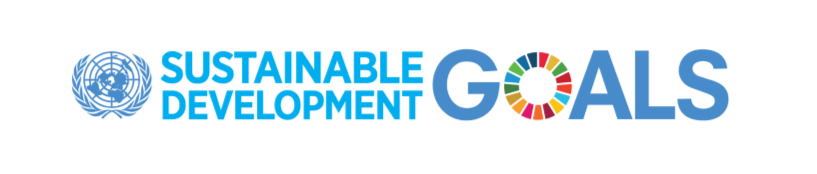 SUSTAINABLE
DEVELOPMENT
GOALS